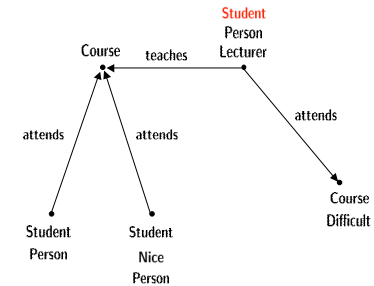 Student
Person
Lecturer
Course
teaches
attends
attends
attends
Course
Difficult
Student
Person
Student
Nice
Person